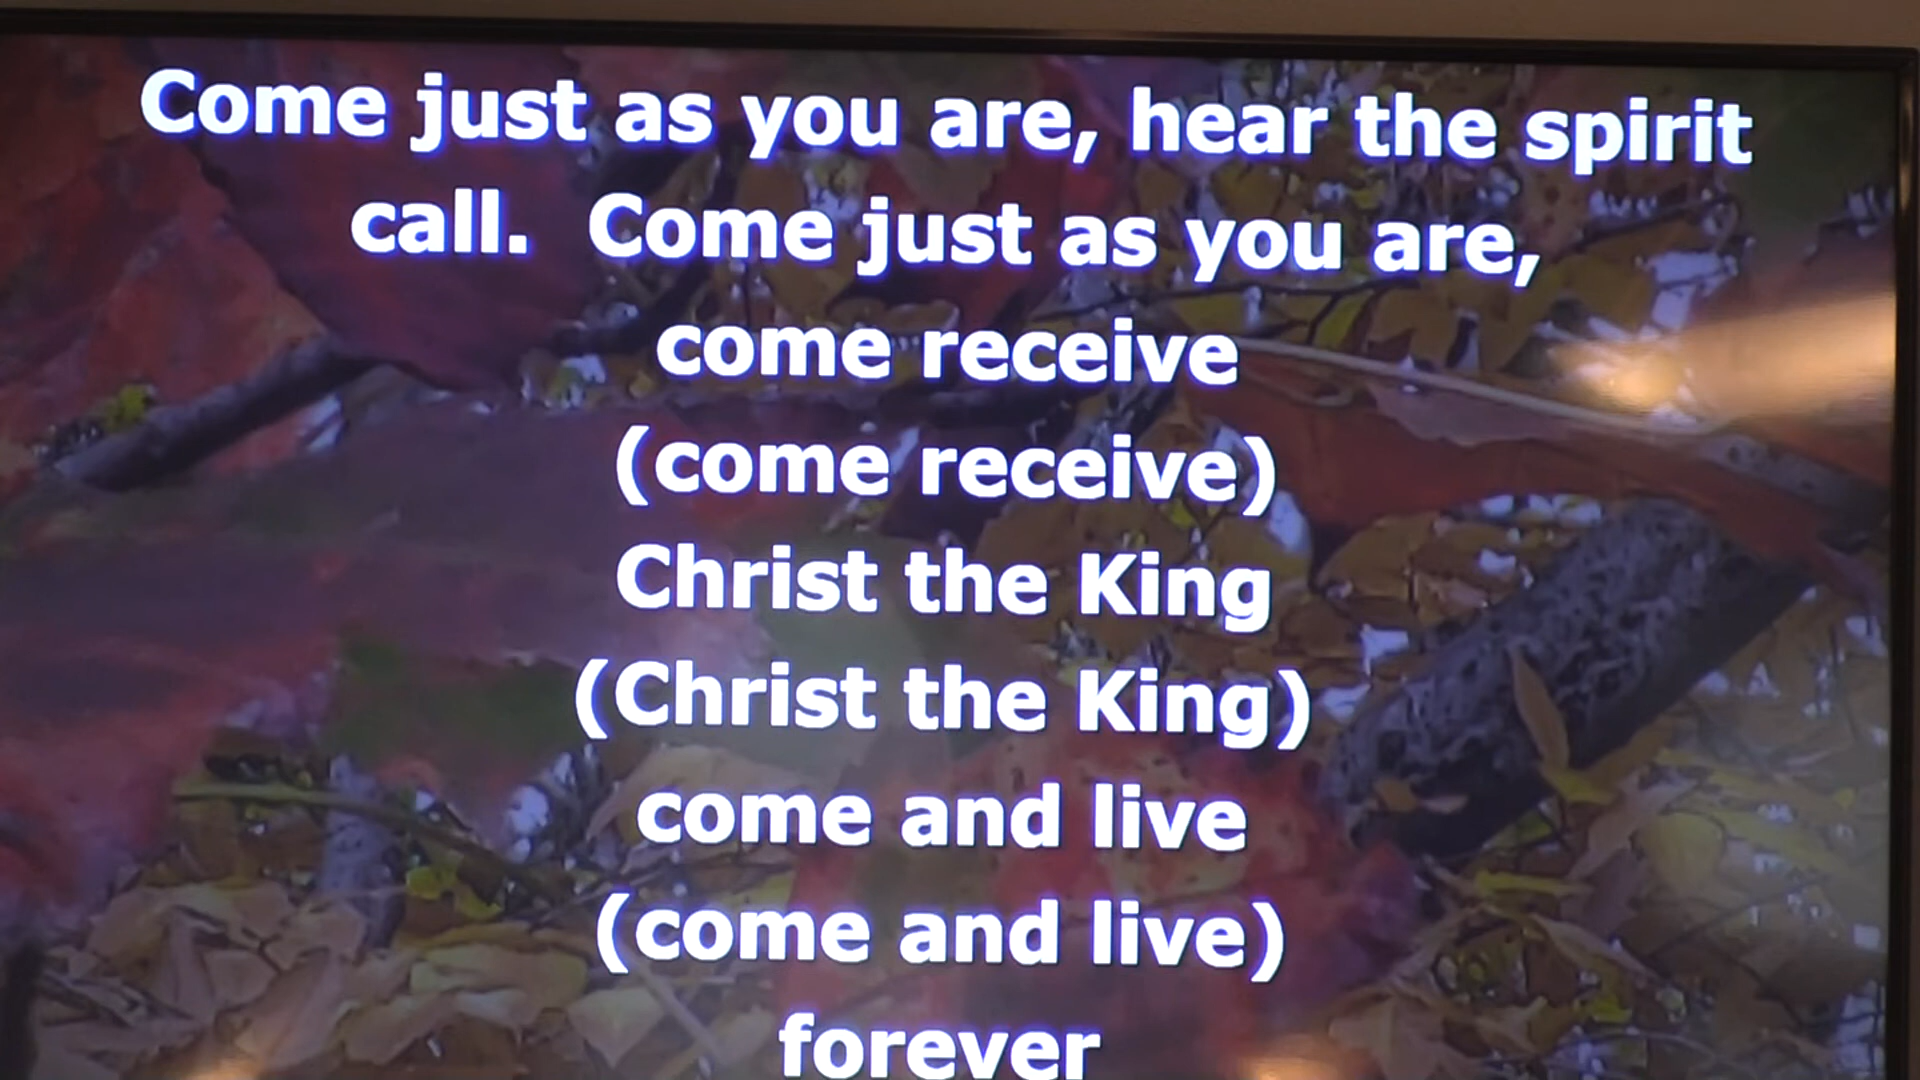 Come just as you are, hear the spirit
call.  Come just as you are,
come receive
(come receive)
Christ the King
(Christ the King)
come and live
(come and live)
forever